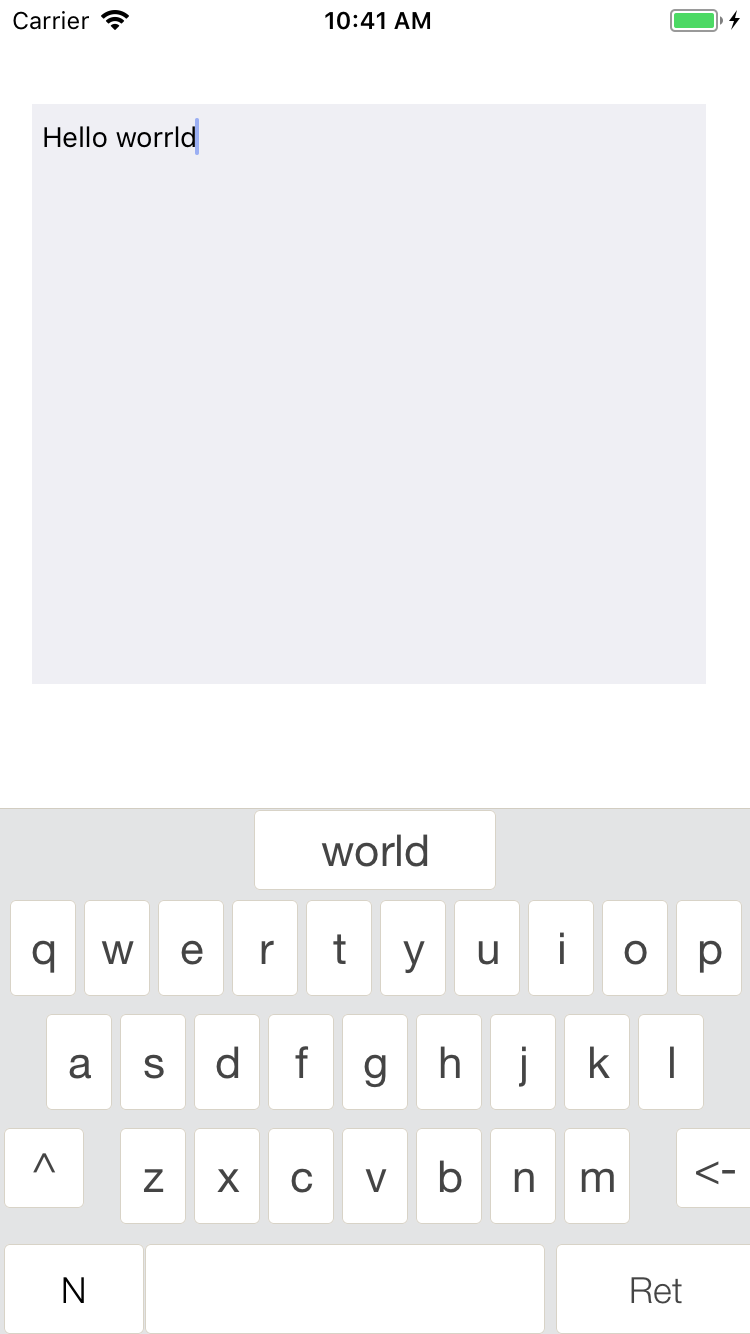 Carrier 10:41 AM
Hello worrld
world
q w e r t y u i o p
a s d f g h j k l
^ z x c v b n m <-
N Ret